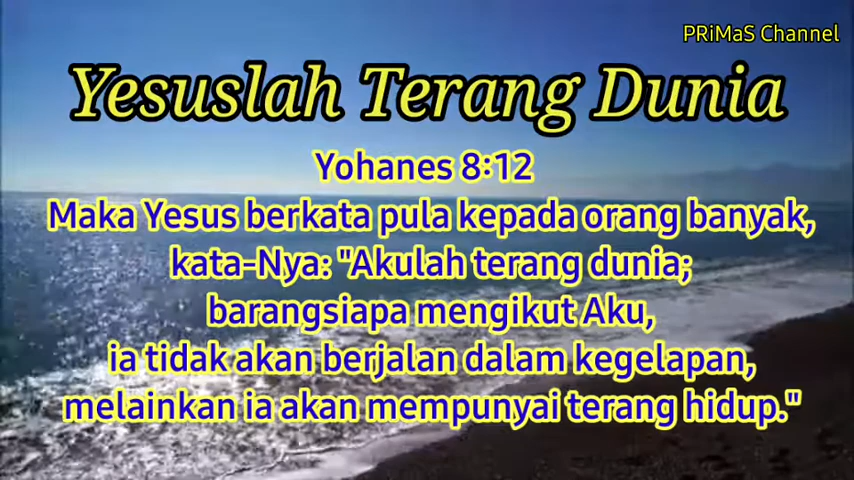 PRiMaS Channel
Yesuslah Terang Dunia
Yohanes 8:12
Maka Yesus berkata pula kepada orang banyak,
kata-Nya: "Akulah terang dunia;
barangsiapa mengikut Aku,
ia tidak akan berjalan dalam kegelapan,
melainkan ia akan mempunyai terang hidup."